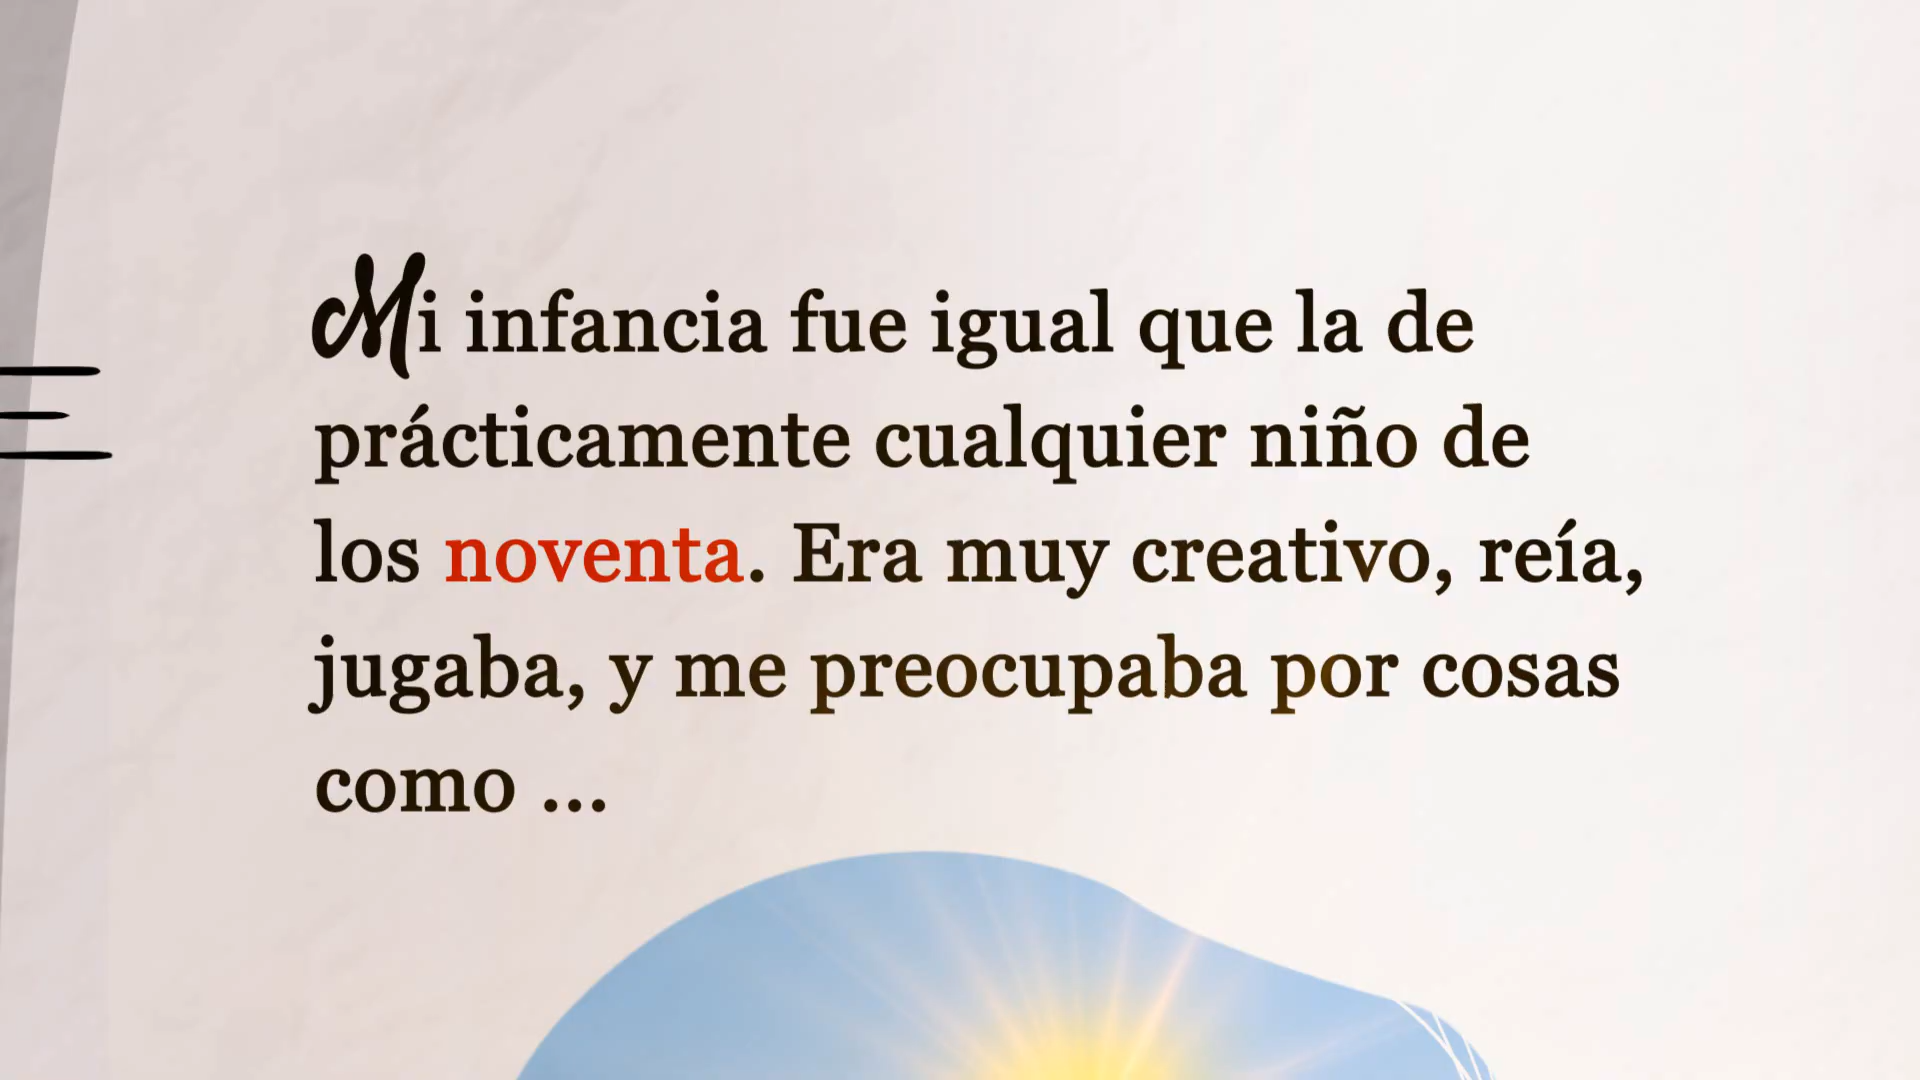 Mi infancia fue igual que la de
prácticamente cualquier niño de
los noventa. Era muy creativo, reía,
jugaba, y me preocupaba por cosas
como ...